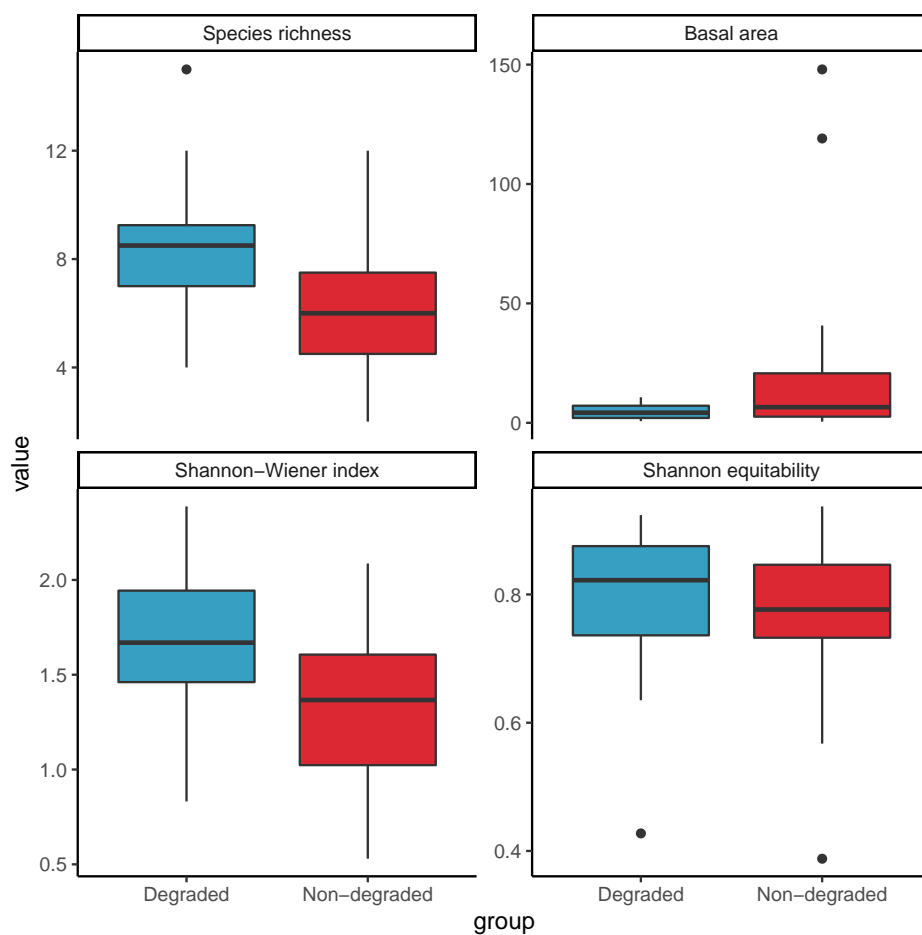 Species richness
Basal area
12
8
4
150
100
50
0
value
Shannon−Wiener index
Shannon equitability
2.0
1.5
1.0
0.5
0.8
0.6
0.4
Degraded
Non−degraded
Degraded
Non−degraded
group